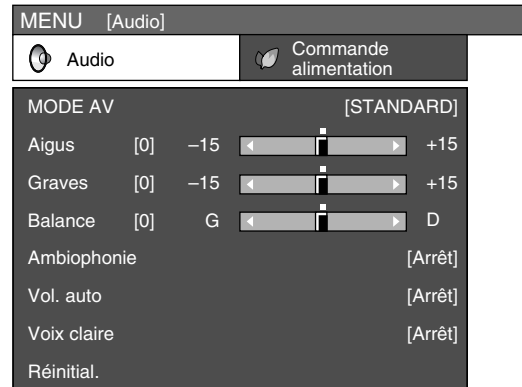 MENU [Audio]
Audio
Commande
alimentation
MODE AV [STANDARD]
Aigus [0] –15 +15
Graves [0] –15 +15
Balance [0] G D
Ambiophonie [Arrêt]
Vol. auto [Arrêt]
Voix claire [Arrêt]
Réinitial.